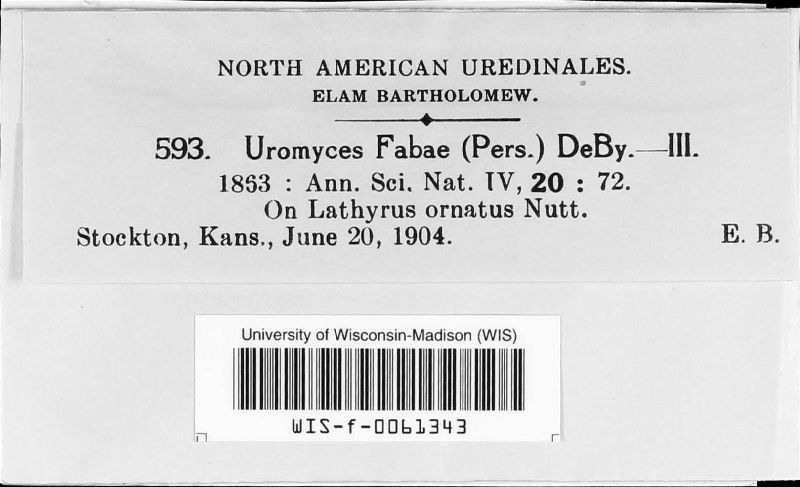 NORTH AMERICAN UREDINALES.
ELAM BARTHOLOMEW.
593. Uromyces Fabae (Pers.) DeBy.—III.
1863 : Ann. Sci. Nat. IV, 20 : 72.
On Lathyrus ornatus Nutt.
Stockton, Kans., June 20, 1904. E. B.
University of Wisconsin-Madison (WIS)
WIS-f-0061343